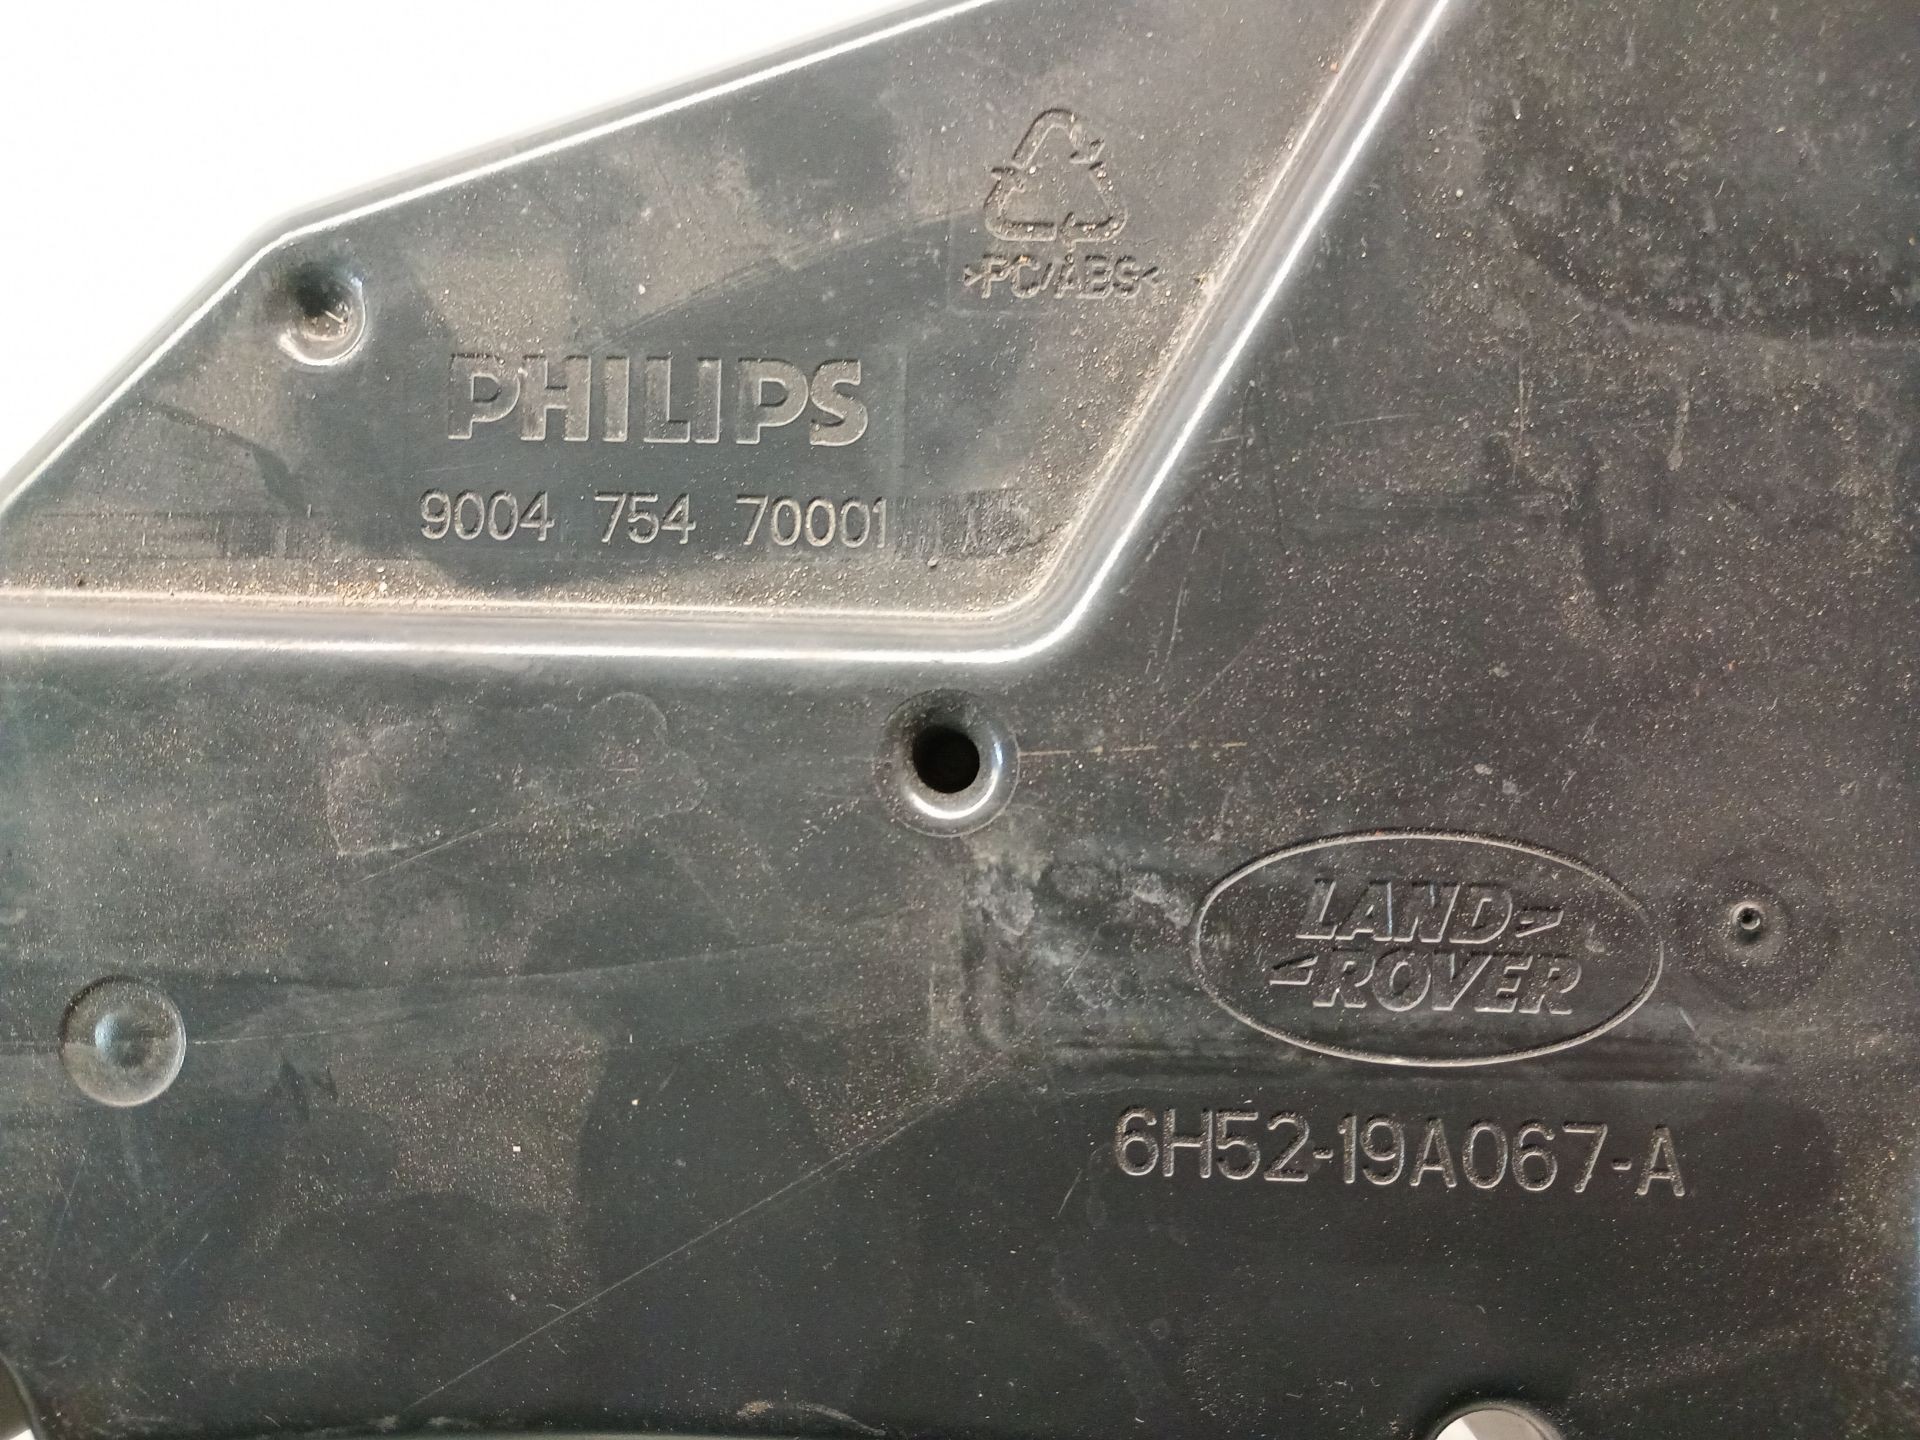 >PC/ABS<
PHILIPS
9004 754 70001
LAND
ROVER
6H52-19A067-A